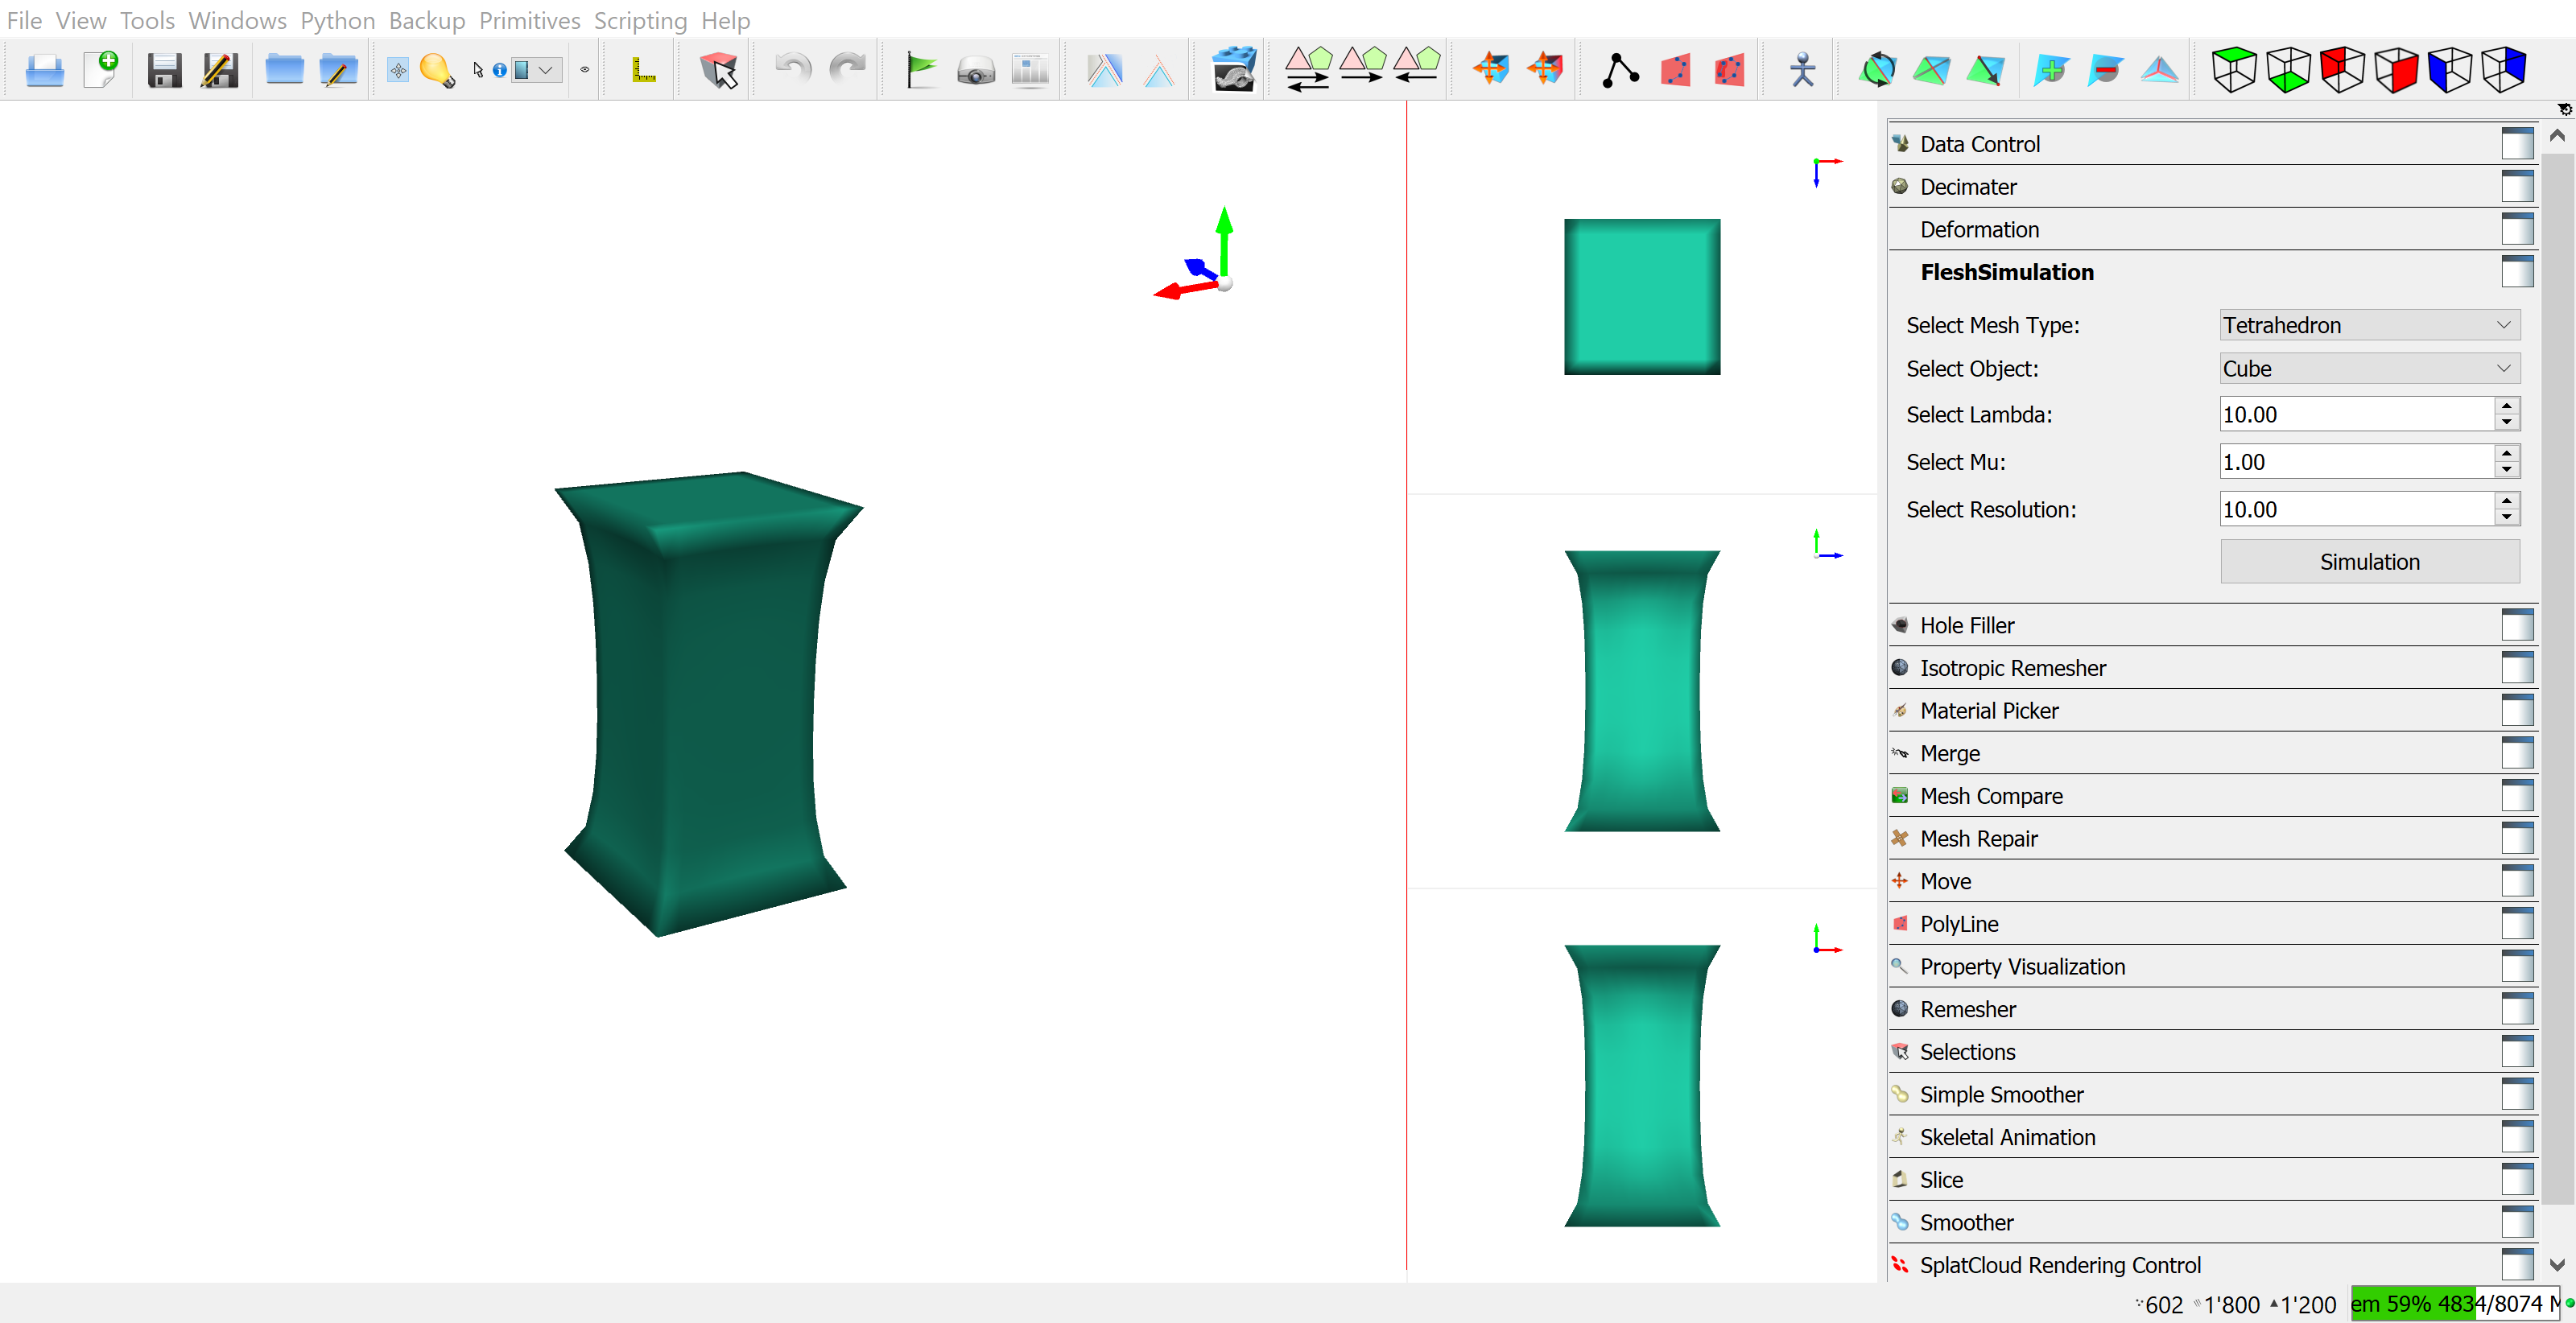 File View Tools Windows Python Backup Primitives Scripting Help
Data Control
Decimater
Deformation
FleshSimulation
Select Mesh Type: Tetrahedron
Select Object: Cube
Select Lambda: 10.00
Select Mu: 1.00
Select Resolution: 10.00
Simulation
Hole Filler
Isotropic Remesher
Material Picker
Merge
Mesh Compare
Mesh Repair
Move
PolyLine
Property Visualization
Remesher
Selections
Simple Smoother
Skeletal Animation
Slice
Smoother
SplatCloud Rendering Control
602 1'800 1'200 em 59% 4834/8074 M